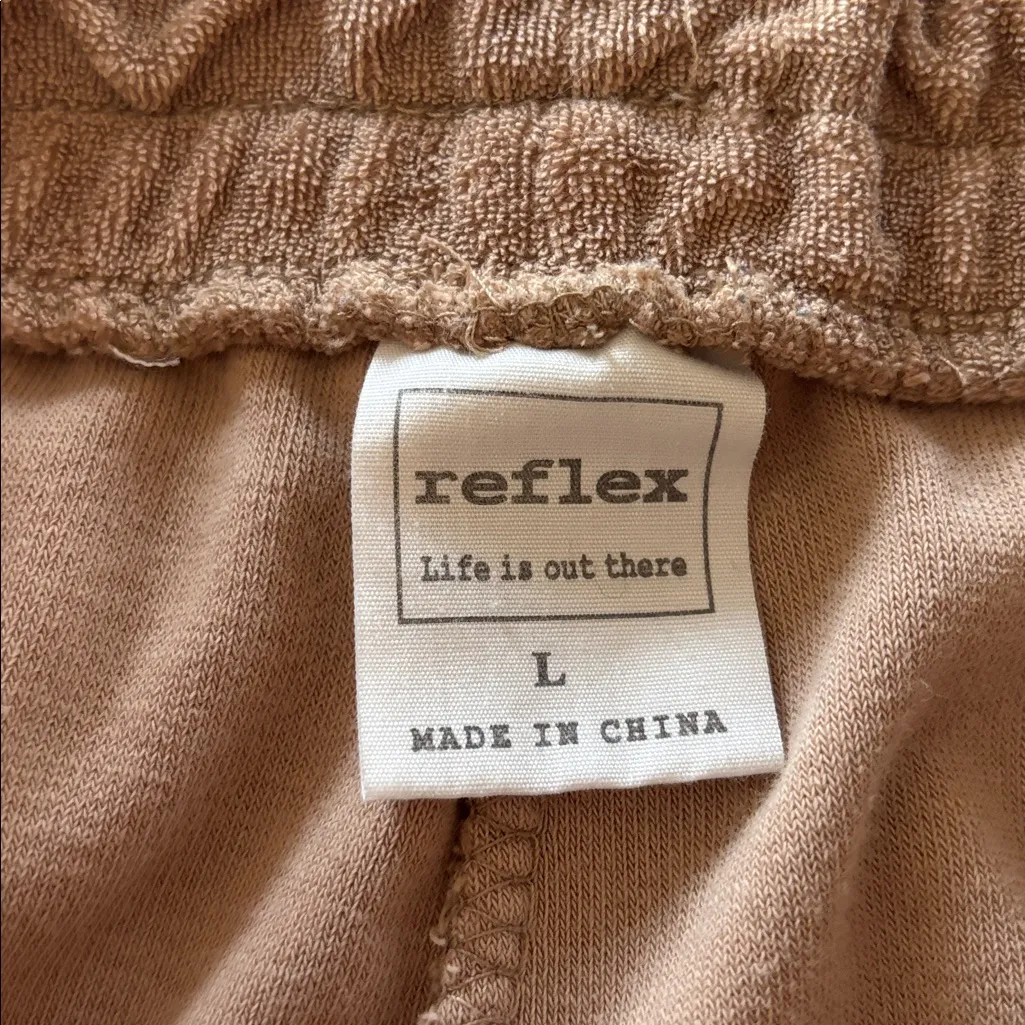 reflex
Life is out there
L
MADE IN CHINA